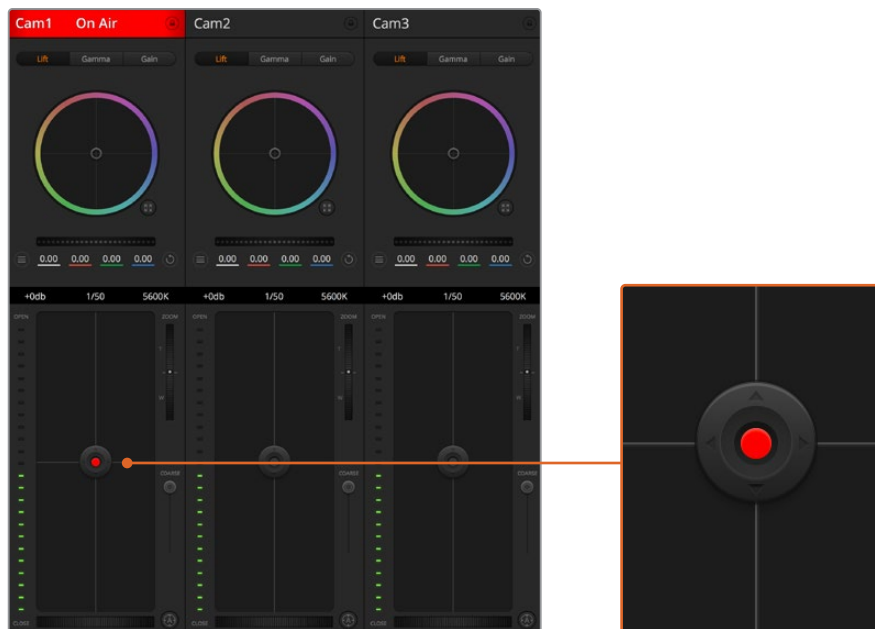 Cam1 On Air Cam2 Cam3
Lift Gamma Gain Lift Gamma Gain Lift Gamma Gain
0.00 0.00 0.00 0.00 0.00 0.00 0.00 0.00 0.00 0.00 0.00 0.00
+0db 1/50 5600K +0db 1/50 5600K +0db 1/50 5600K
OPEN ZOOM OPEN ZOOM OPEN ZOOM
T T T
W W W
COARSE COARSE COARSE
CLOSE CLOSE CLOSE